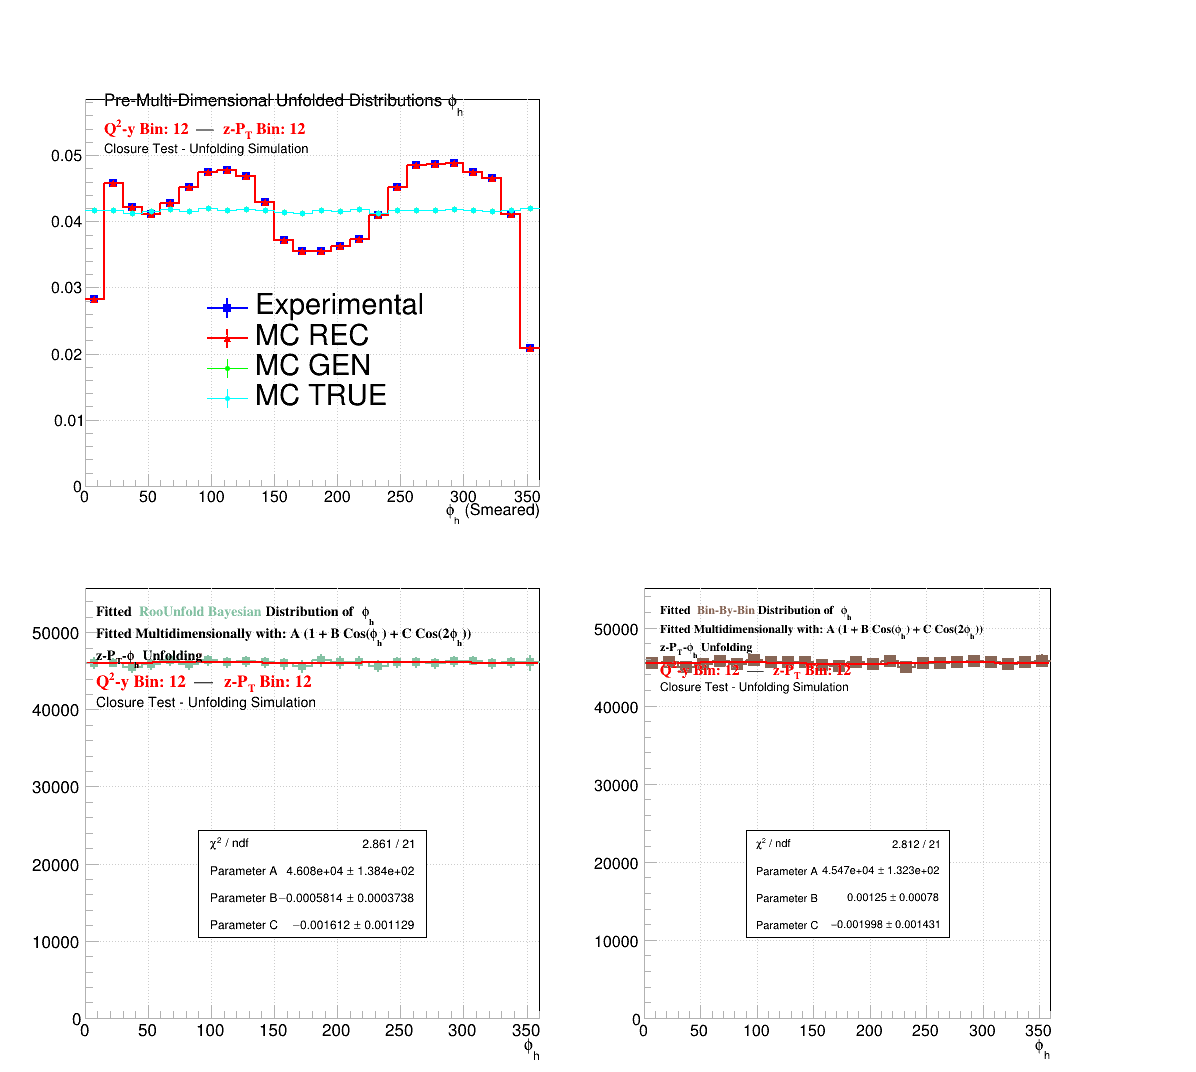 Pre-Multi-Dimensional Unfolded Distributions ϕh
Q²-y Bin: 12 — z-PT Bin: 12
Closure Test - Unfolding Simulation
0.05
0.04
0.03
0.02
0.01
0
Experimental
MC REC
MC GEN
MC TRUE
0 50 100 150 200 250 300 350
ϕh (Smeared)
Fitted RooUnfold Bayesian Distribution of ϕh
Fitted Multidimensionally with: A (1 + B Cos(ϕh) + C Cos(2ϕh))
z-PT-ϕh Unfolding
Q²-y Bin: 12 — z-PT Bin: 12
Closure Test - Unfolding Simulation
50000
40000
30000
20000
10000
0
χ² / ndf 2.861 / 21
Parameter A 4.608e+04 ± 1.384e+02
Parameter B −0.0005814 ± 0.0003738
Parameter C −0.001612 ± 0.001129
0 50 100 150 200 250 300 350
ϕh
Fitted Bin-By-Bin Distribution of ϕh
Fitted Multidimensionally with: A (1 + B Cos(ϕh) + C Cos(2ϕh))
z-PT-ϕh Unfolding
Q²-y Bin: 12 — z-PT Bin: 12
Closure Test - Unfolding Simulation
50000
40000
30000
20000
10000
0
χ² / ndf 2.812 / 21
Parameter A 4.547e+04 ± 1.323e+02
Parameter B 0.00125 ± 0.00078
Parameter C −0.001998 ± 0.001431
0 50 100 150 200 250 300 350
ϕh